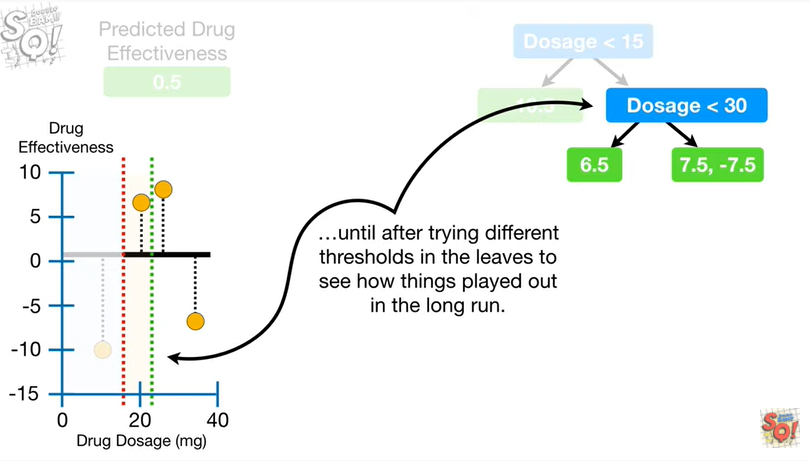 SQ!
Predicted Drug
Effectiveness
0.5
Dosage < 15
Dosage < 30
6.5
7.5, -7.5
Drug
Effectiveness
10
5
0
-5
-10
-15
0
20
40
Drug Dosage (mg)
…until after trying different
thresholds in the leaves to
see how things played out
in the long run.
SQ!